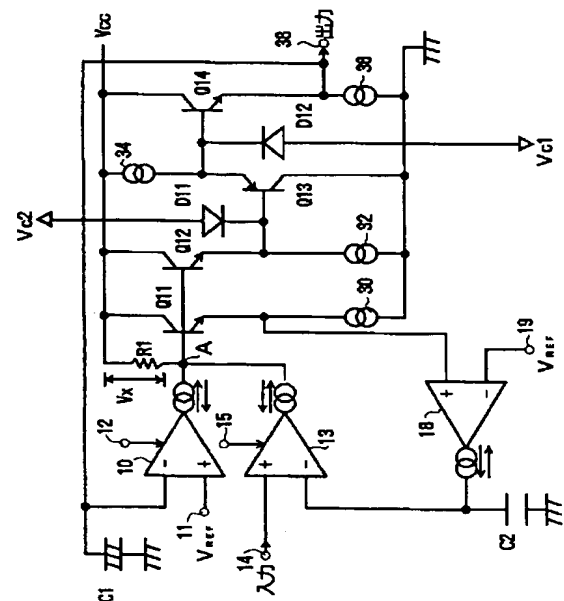 Vcc
Vc2
34
Q14
38
出力
D11
D12
Q12
Q11
Q13
R1
Vx
A
32
30
38
Vc1
12
10
-
+
11
VREF
15
13
+
-
14
入力
+
-
18
19
VREF
C1
C2